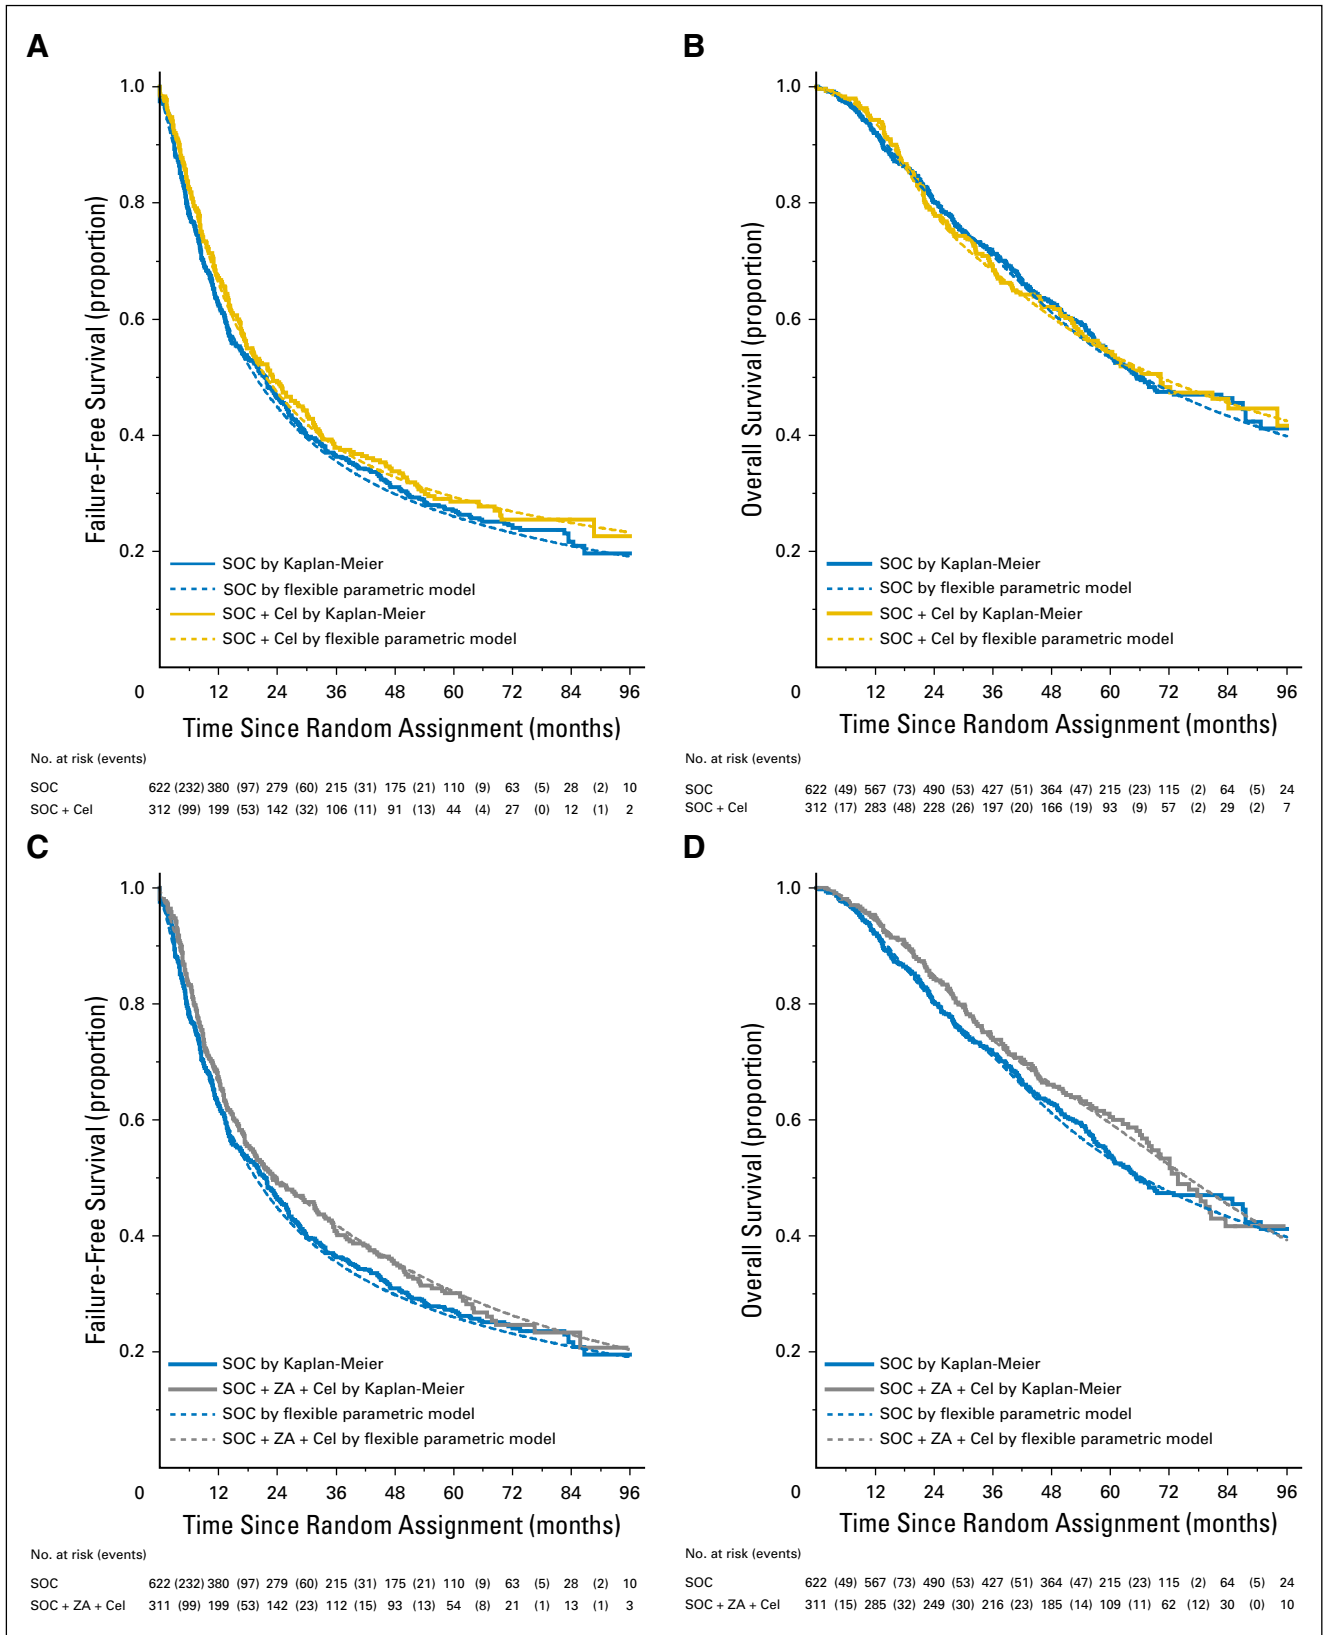 A
Failure-Free Survival (proportion)
1.0
0.8
0.6
0.4
0.2
SOC by Kaplan-Meier
SOC by flexible parametric model
SOC + Cel by Kaplan-Meier
SOC + Cel by flexible parametric model
0 12 24 36 48 60 72 84 96
Time Since Random Assignment (months)
No. at risk (events)
SOC 622 (232) 380 (97) 279 (60) 215 (31) 175 (21) 110 (9) 63 (5) 28 (2) 10
SOC + Cel 312 (99) 199 (53) 142 (32) 106 (11) 91 (13) 44 (4) 27 (0) 12 (1) 2
B
Overall Survival (proportion)
1.0
0.8
0.6
0.4
0.2
SOC by Kaplan-Meier
SOC by flexible parametric model
SOC + Cel by Kaplan-Meier
SOC + Cel by flexible parametric model
0 12 24 36 48 60 72 84 96
Time Since Random Assignment (months)
No. at risk (events)
SOC 622 (49) 567 (73) 490 (53) 427 (51) 364 (47) 215 (23) 115 (2) 64 (5) 24
SOC + Cel 312 (17) 283 (48) 228 (26) 197 (20) 166 (19) 93 (9) 57 (2) 29 (2) 7
C
Failure-Free Survival (proportion)
1.0
0.8
0.6
0.4
0.2
SOC by Kaplan-Meier
SOC + ZA + Cel by Kaplan-Meier
SOC by flexible parametric model
SOC + ZA + Cel by flexible parametric model
0 12 24 36 48 60 72 84 96
Time Since Random Assignment (months)
No. at risk (events)
SOC 622 (232) 380 (97) 279 (60) 215 (31) 175 (21) 110 (9) 63 (5) 28 (2) 10
SOC + ZA + Cel 311 (99) 199 (53) 142 (23) 112 (15) 93 (13) 54 (8) 21 (1) 13 (1) 3
D
Overall Survival (proportion)
1.0
0.8
0.6
0.4
0.2
SOC by Kaplan-Meier
SOC + ZA + Cel by Kaplan-Meier
SOC by flexible parametric model
SOC + ZA + Cel by flexible parametric model
0 12 24 36 48 60 72 84 96
Time Since Random Assignment (months)
No. at risk (events)
SOC 622 (49) 567 (73) 490 (53) 427 (51) 364 (47) 215 (23) 115 (2) 64 (5) 24
SOC + ZA + Cel 311 (15) 285 (32) 249 (30) 216 (23) 185 (14) 109 (11) 62 (12) 30 (0) 10